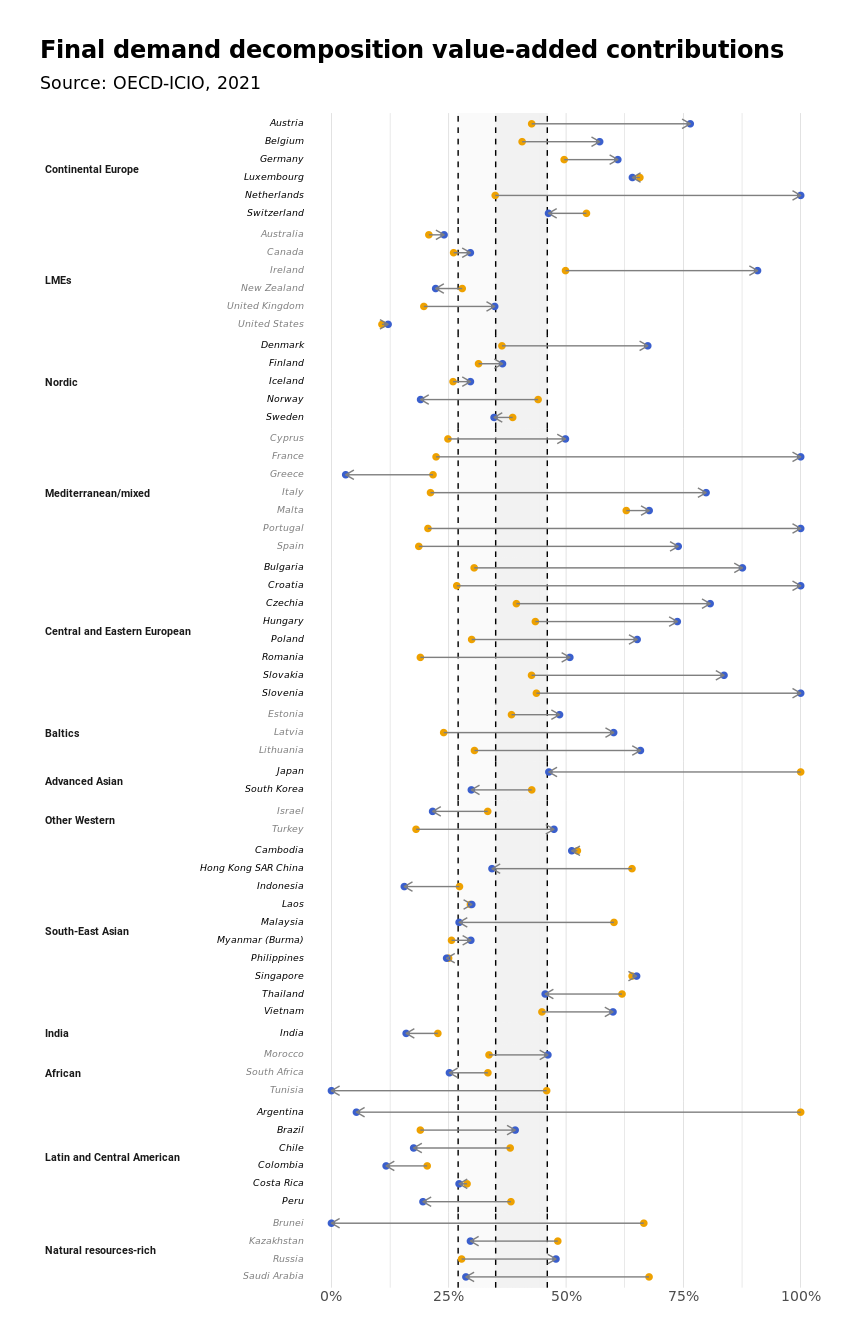 Final demand decomposition value-added contributions
Source: OECD-ICIO, 2021
Continental Europe
Austria
Belgium
Germany
Luxembourg
Netherlands
Switzerland
LMEs
Australia
Canada
Ireland
New Zealand
United Kingdom
United States
Nordic
Denmark
Finland
Iceland
Norway
Sweden
Mediterranean/mixed
Cyprus
France
Greece
Italy
Malta
Portugal
Spain
Central and Eastern European
Bulgaria
Croatia
Czechia
Hungary
Poland
Romania
Slovakia
Slovenia
Baltics
Estonia
Latvia
Lithuania
Advanced Asian
Japan
South Korea
Other Western
Israel
Turkey
South-East Asian
Cambodia
Hong Kong SAR China
Indonesia
Laos
Malaysia
Myanmar (Burma)
Philippines
Singapore
Thailand
Vietnam
India
India
African
Morocco
South Africa
Tunisia
Latin and Central American
Argentina
Brazil
Chile
Colombia
Costa Rica
Peru
Natural resources-rich
Brunei
Kazakhstan
Russia
Saudi Arabia
0% 25% 50% 75% 100%